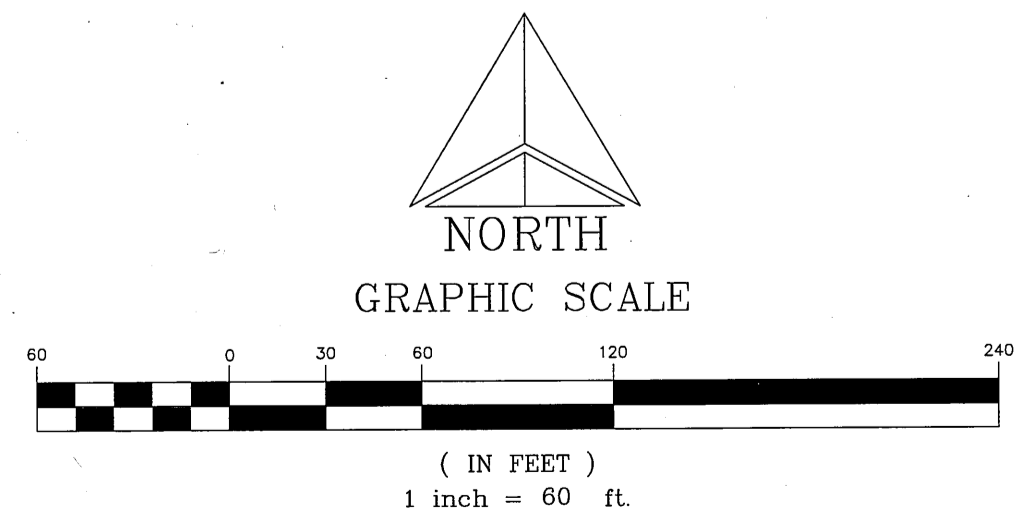 NORTH
GRAPHIC SCALE
60 0 30 60 120 240
( IN FEET )
1 inch = 60 ft.